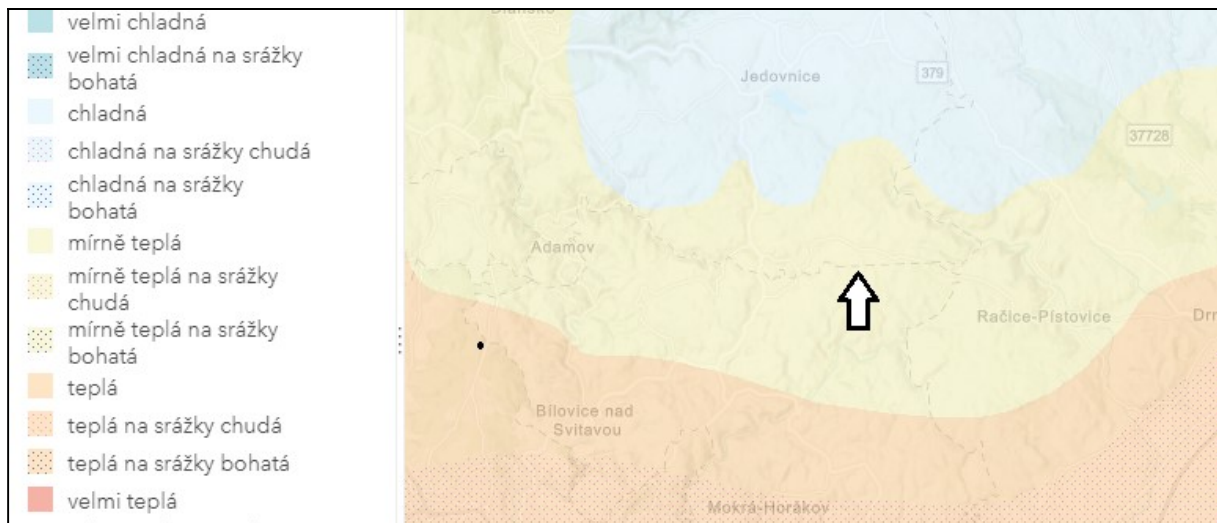 velmi chladná
velmi chladná na srážky
bohatá
chladná
chladná na srážky chudá
chladná na srážky
bohatá
mírně teplá
mírně teplá na srážky
chudá
mírně teplá na srážky
bohatá
teplá
teplá na srážky chudá
teplá na srážky bohatá
velmi teplá
Jedovnice
379
37728
Adamov
Račice-Pístovice
Drn
Bílovice nad
Svitavou
Mokrá-Horákov